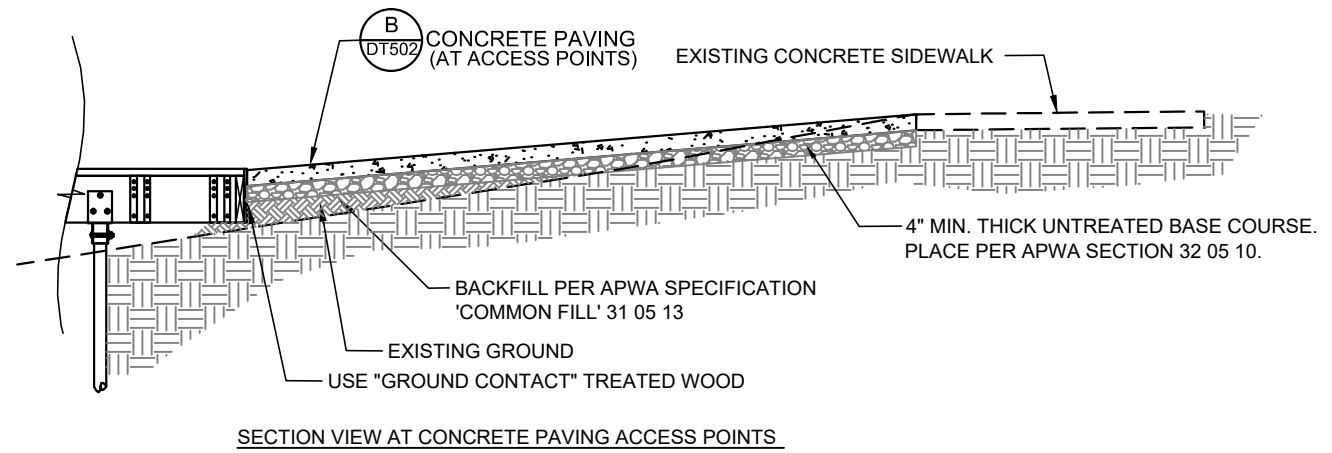 B
DT502
CONCRETE PAVING
(AT ACCESS POINTS)
EXISTING CONCRETE SIDEWALK
4" MIN. THICK UNTREATED BASE COURSE.
PLACE PER APWA SECTION 32 05 10.
BACKFILL PER APWA SPECIFICATION
'COMMON FILL' 31 05 13
EXISTING GROUND
USE "GROUND CONTACT" TREATED WOOD
SECTION VIEW AT CONCRETE PAVING ACCESS POINTS